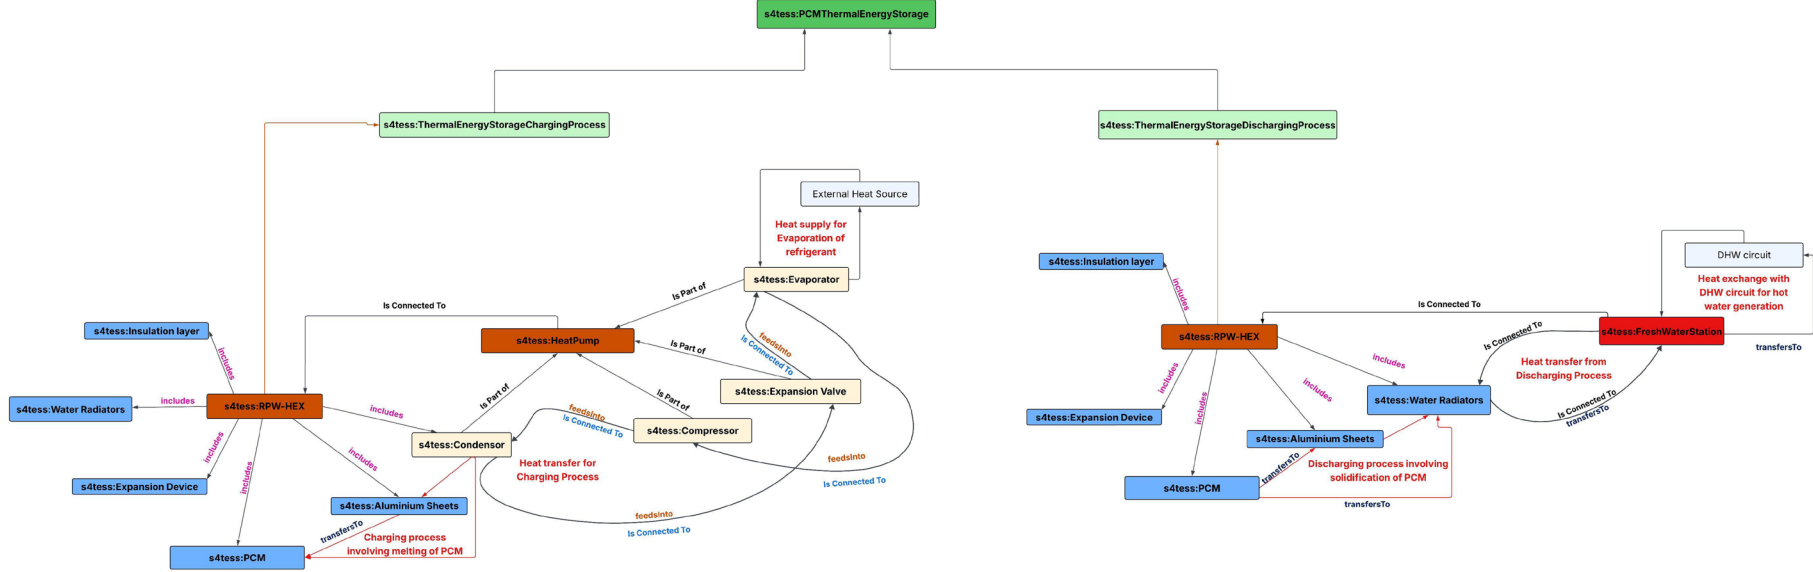 s4tess:PCMThermalEnergyStorage
s4tess:ThermalEnergyStorageChargingProcess
s4tess:ThermalEnergyStorageDischargingProcess
External Heat Source
Heat supply for
Evaporation of
refrigerant
s4tess:Evaporator
Is Part of
Is Connected To
s4tess:HeatPump
feedsInto
Is Connected To
Is Part of
s4tess:Expansion Valve
s4tess:Insulation layer
includes
s4tess:Water Radiators
includes
s4tess:RPW-HEX
includes
Is Part of
Is Part of
feedsInto
Is Connected To
s4tess:Compressor
s4tess:Condensor
includes
includes
includes
Heat transfer for
Charging Process
feedsInto
Is Connected To
s4tess:Expansion Device
s4tess:Aluminium Sheets
feedsInto
Is Connected To
transfersTo
Charging process
involving melting of PCM
s4tess:PCM
DHW circuit
s4tess:Insulation layer
includes
Heat exchange with
DHW circuit for hot
water generation
Is Connected To
s4tess:RPW-HEX
s4tess:FreshWaterStation
Is Connected To
transfersTo
includes
Heat transfer from
Discharging Process
includes
includes
includes
s4tess:Water Radiators
Is Connected To
transfersTo
s4tess:Expansion Device
s4tess:Aluminium Sheets
transfersTo
Discharging process involving
solidification of PCM
s4tess:PCM
transfersTo